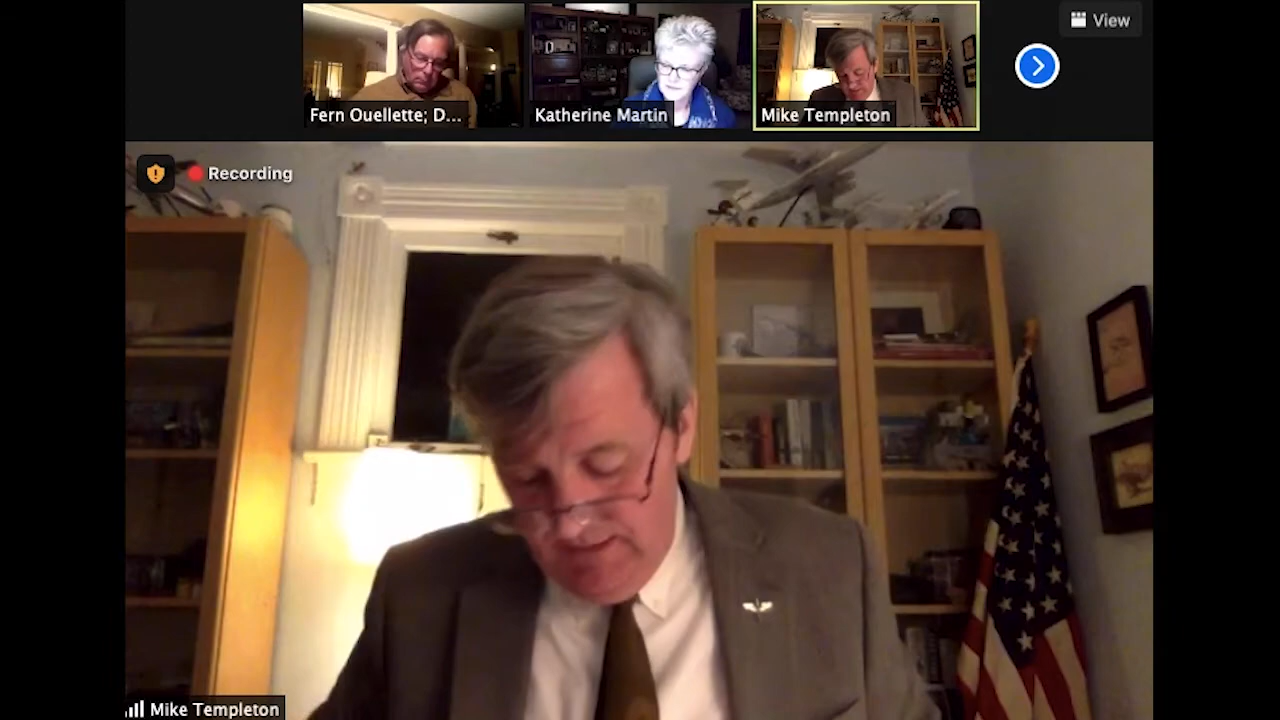 View
Fern Ouellette; D...
Katherine Martin
Mike Templeton
Recording
Mike Templeton